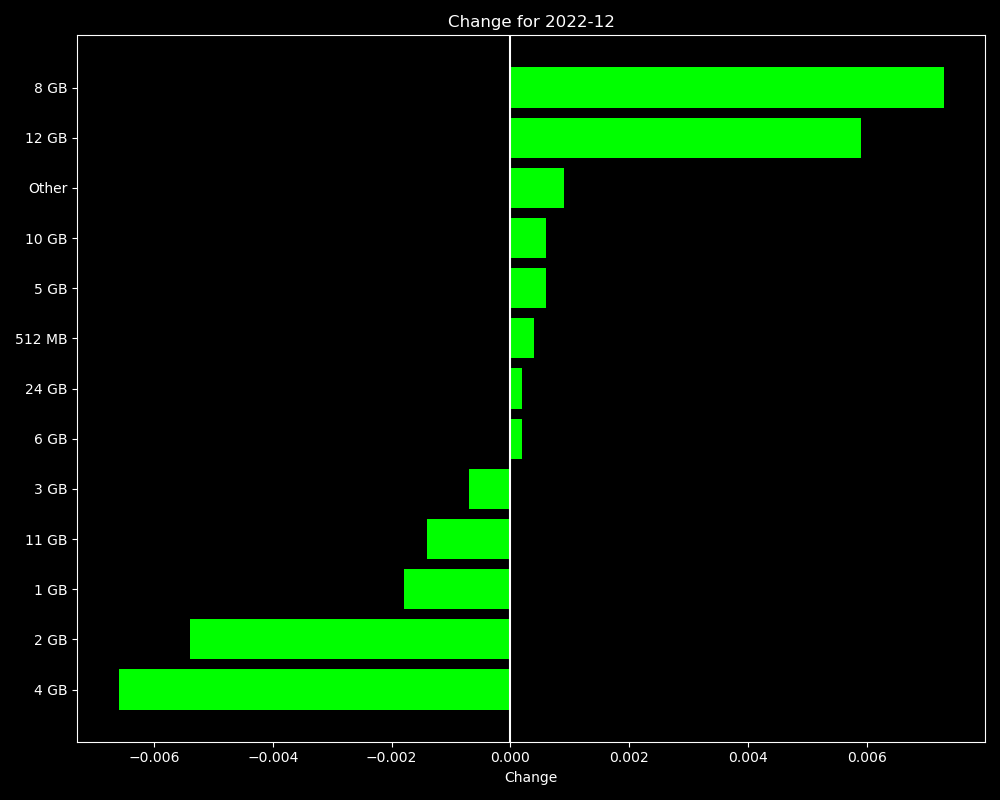 Change for 2022-12
8 GB
12 GB
Other
10 GB
5 GB
512 MB
24 GB
6 GB
3 GB
11 GB
1 GB
2 GB
4 GB
−0.006 −0.004 −0.002 0.000 0.002 0.004 0.006
Change